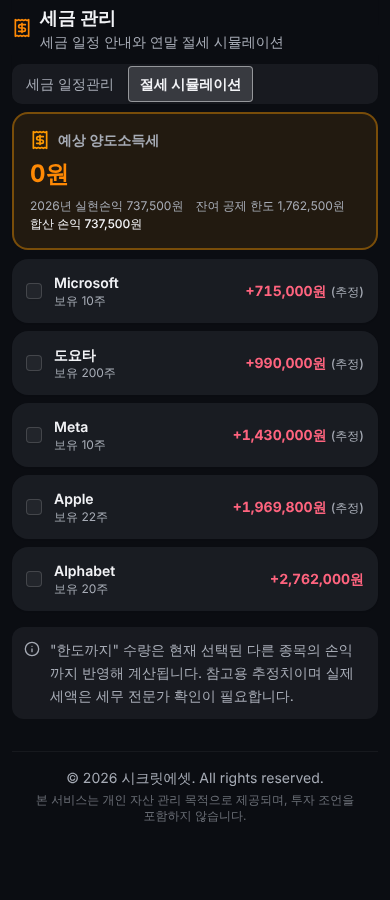 세금 관리
세금 일정 안내와 연말 절세 시뮬레이션
세금 일정관리 절세 시뮬레이션
예상 양도소득세
0원
2026년 실현손익 737,500원 잔여 공제 한도 1,762,500원
합산 손익 737,500원
Microsoft
보유 10주
+715,000원 (추정)
도요타
보유 200주
+990,000원 (추정)
Meta
보유 10주
+1,430,000원 (추정)
Apple
보유 22주
+1,969,800원 (추정)
Alphabet
보유 20주
+2,762,000원
"한도까지" 수량은 현재 선택된 다른 종목의 손익
까지 반영해 계산됩니다. 참고용 추정치이며 실제
세액은 세무 전문가 확인이 필요합니다.
© 2026 시크릿에셋. All rights reserved.
본 서비스는 개인 자산 관리 목적으로 제공되며, 투자 조언을
포함하지 않습니다.